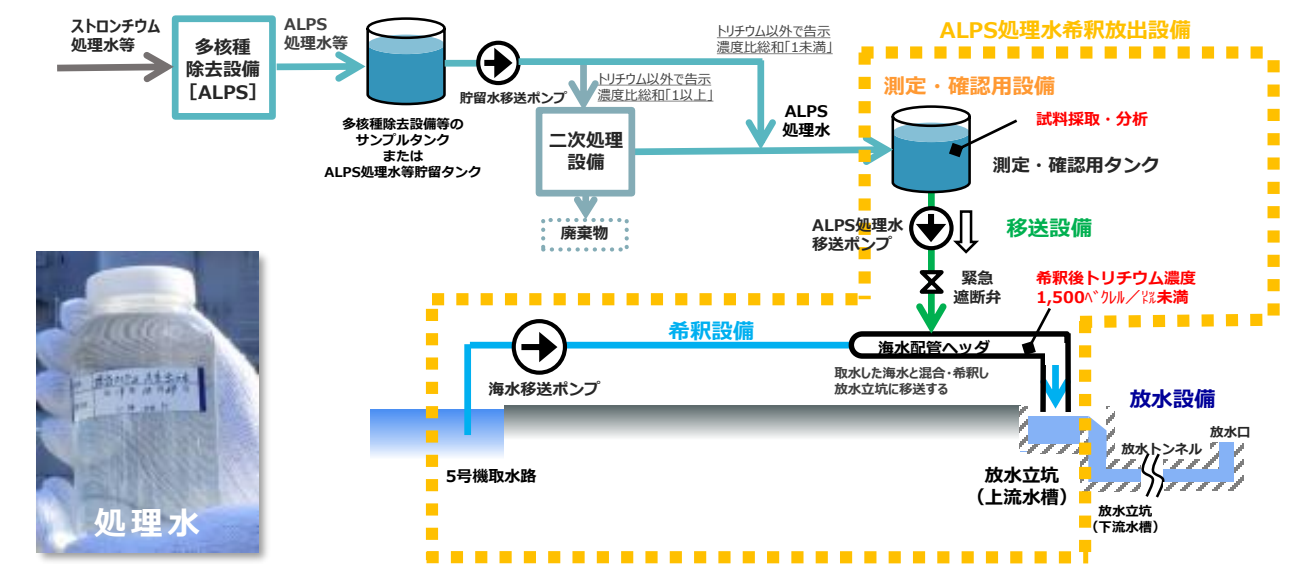 ストロンチウム
処理水等
多核種
除去設備
[ALPS]
ALPS
処理水等
多核種除去設備等の
サンプルタンク
または
ALPS処理水等貯留タンク
貯留水移送ポンプ
トリチウム以外で告示
濃度比総和「1以上」
トリチウム以外で告示
濃度比総和「1未満」
二次処理
設備
廃棄物
ALPS
処理水
ALPS処理水希釈放出設備
測定・確認用設備
試料採取・分析
測定・確認用タンク
ALPS処理水
移送ポンプ
移送設備
緊急
遮断弁
希釈後トリチウム濃度
1,500ﾍﾞｸﾚﾙ／㍑未満
希釈設備
海水移送ポンプ
海水配管ヘッダ
取水した海水と混合・希釈し
放水立坑に移送する
5号機取水路
放水立坑
（上流水槽）
放水設備
放水口
放水トンネル
放水立坑
（下流水槽）
処理水